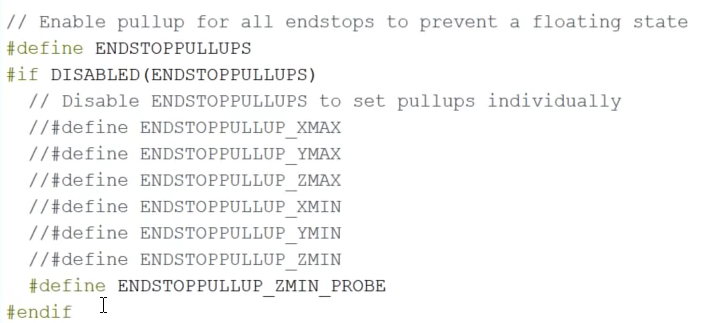 // Enable pullup for all endstops to prevent a floating state
#define ENDSTOPPULLUPS
#if DISABLED(ENDSTOPPULLUPS)
  // Disable ENDSTOPPULLUPS to set pullups individually
  //#define ENDSTOPPULLUP_XMAX
  //#define ENDSTOPPULLUP_YMAX
  //#define ENDSTOPPULLUP_ZMAX
  //#define ENDSTOPPULLUP_XMIN
  //#define ENDSTOPPULLUP_YMIN
  //#define ENDSTOPPULLUP_ZMIN
  #define ENDSTOPPULLUP_ZMIN_PROBE
#endif